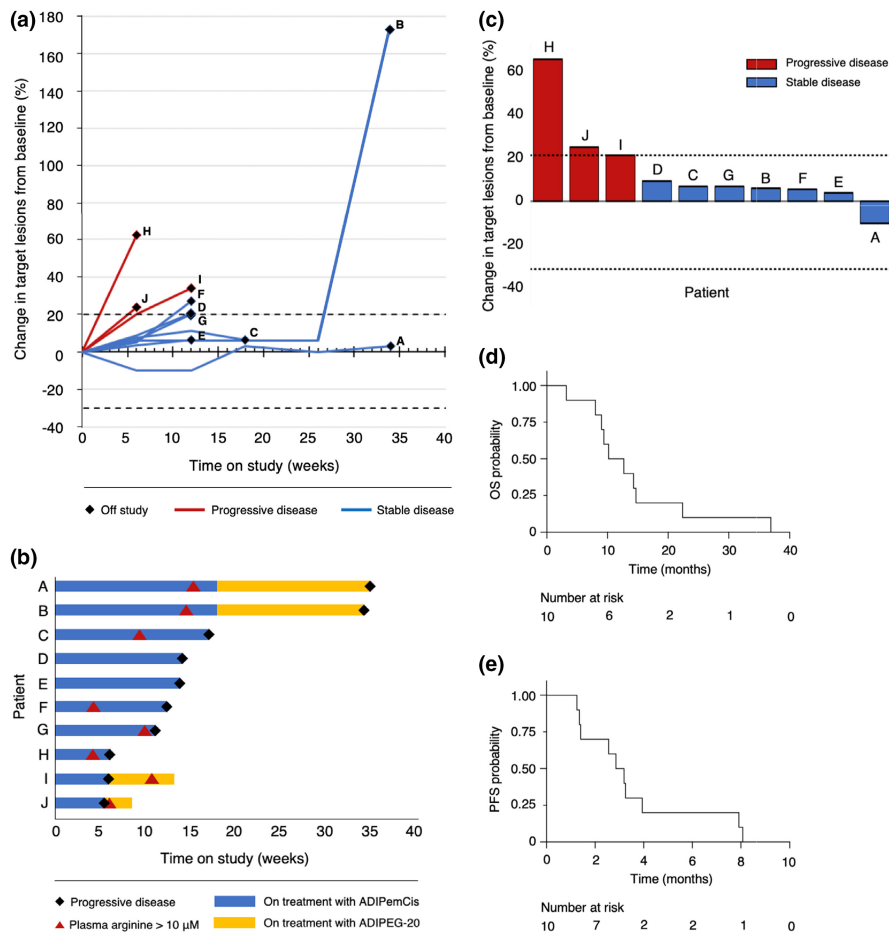 (a)
Change in target lesions from baseline (%)
180
160
140
120
100
80
60
40
20
0
-20
-40
B
H
J
I
F
D
G
E
C
A
0 5 10 15 20 25 30 35 40
Time on study (weeks)
Off study Progressive disease Stable disease
(b)
Patient
A
B
C
D
E
F
G
H
I
J
0 5 10 15 20 25 30 35 40
Time on study (weeks)
Progressive disease On treatment with ADIPemCis
Plasma arginine > 10 µM On treatment with ADIPEG-20
(c)
Change in target lesions from baseline (%)
60
40
20
0
-20
-40
H
J
I
D C G B F E
A
Progressive disease
Stable disease
Patient
(d)
OS probability
1.00
0.75
0.50
0.25
0
0 10 20 30 40
Time (months)
Number at risk
10 6 2 1 0
(e)
PFS probability
1.00
0.75
0.50
0.25
0
0 2 4 6 8 10
Time (months)
Number at risk
10 7 2 2 1 0